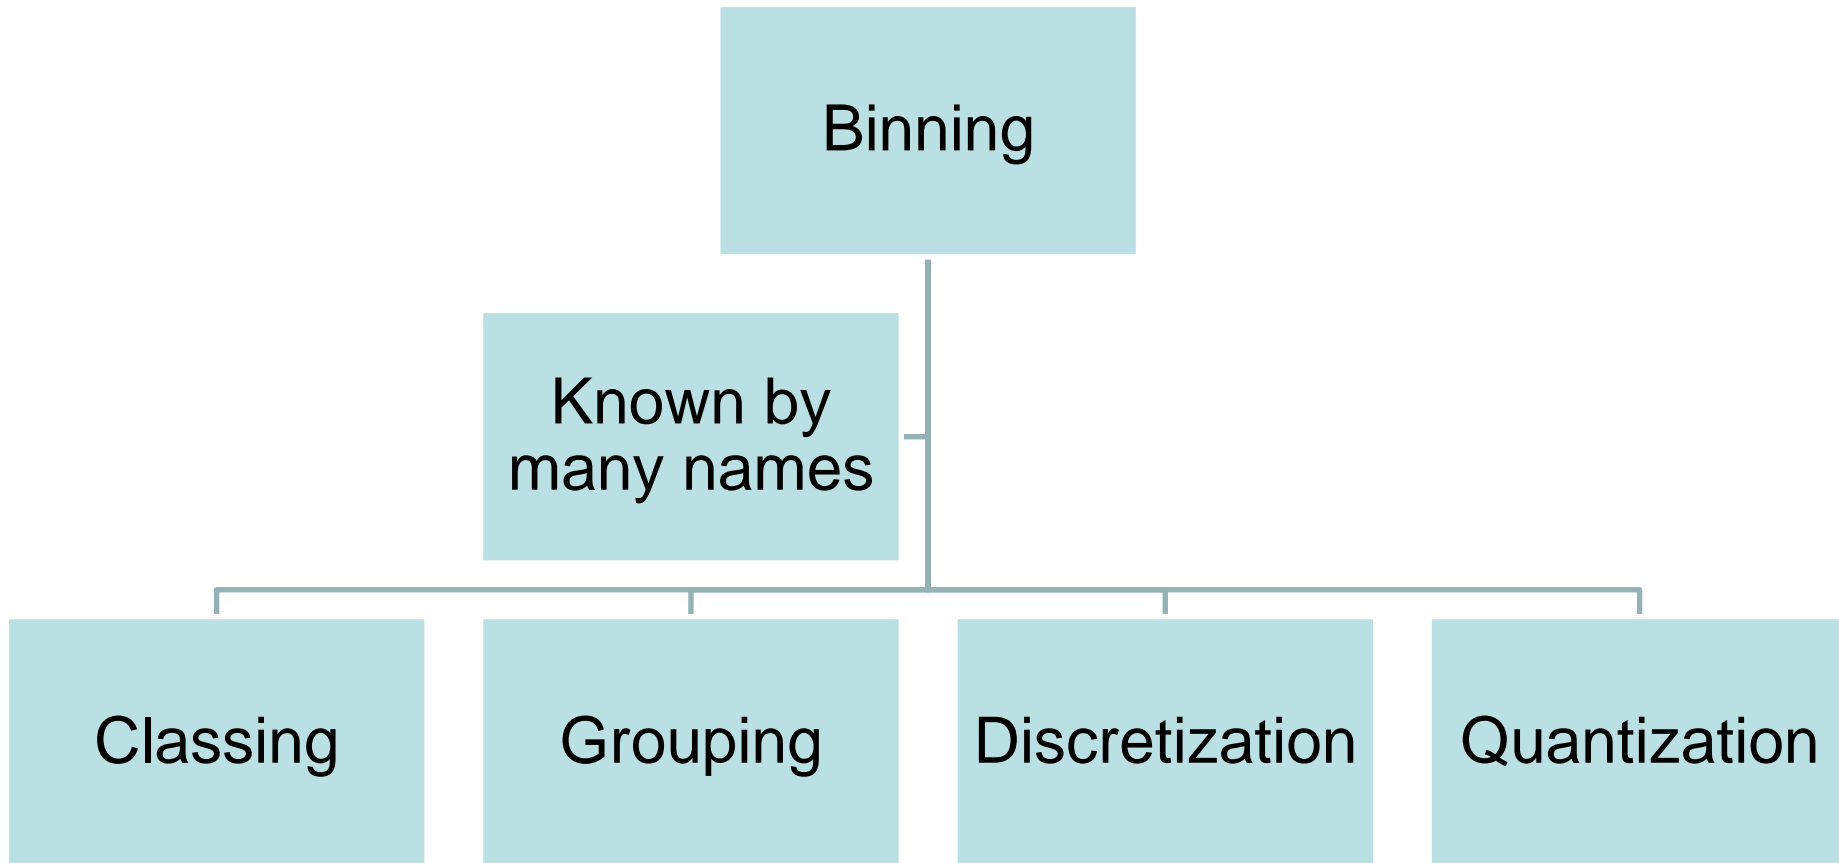 Binning
Known by
many names
Classing
Grouping
Discretization
Quantization